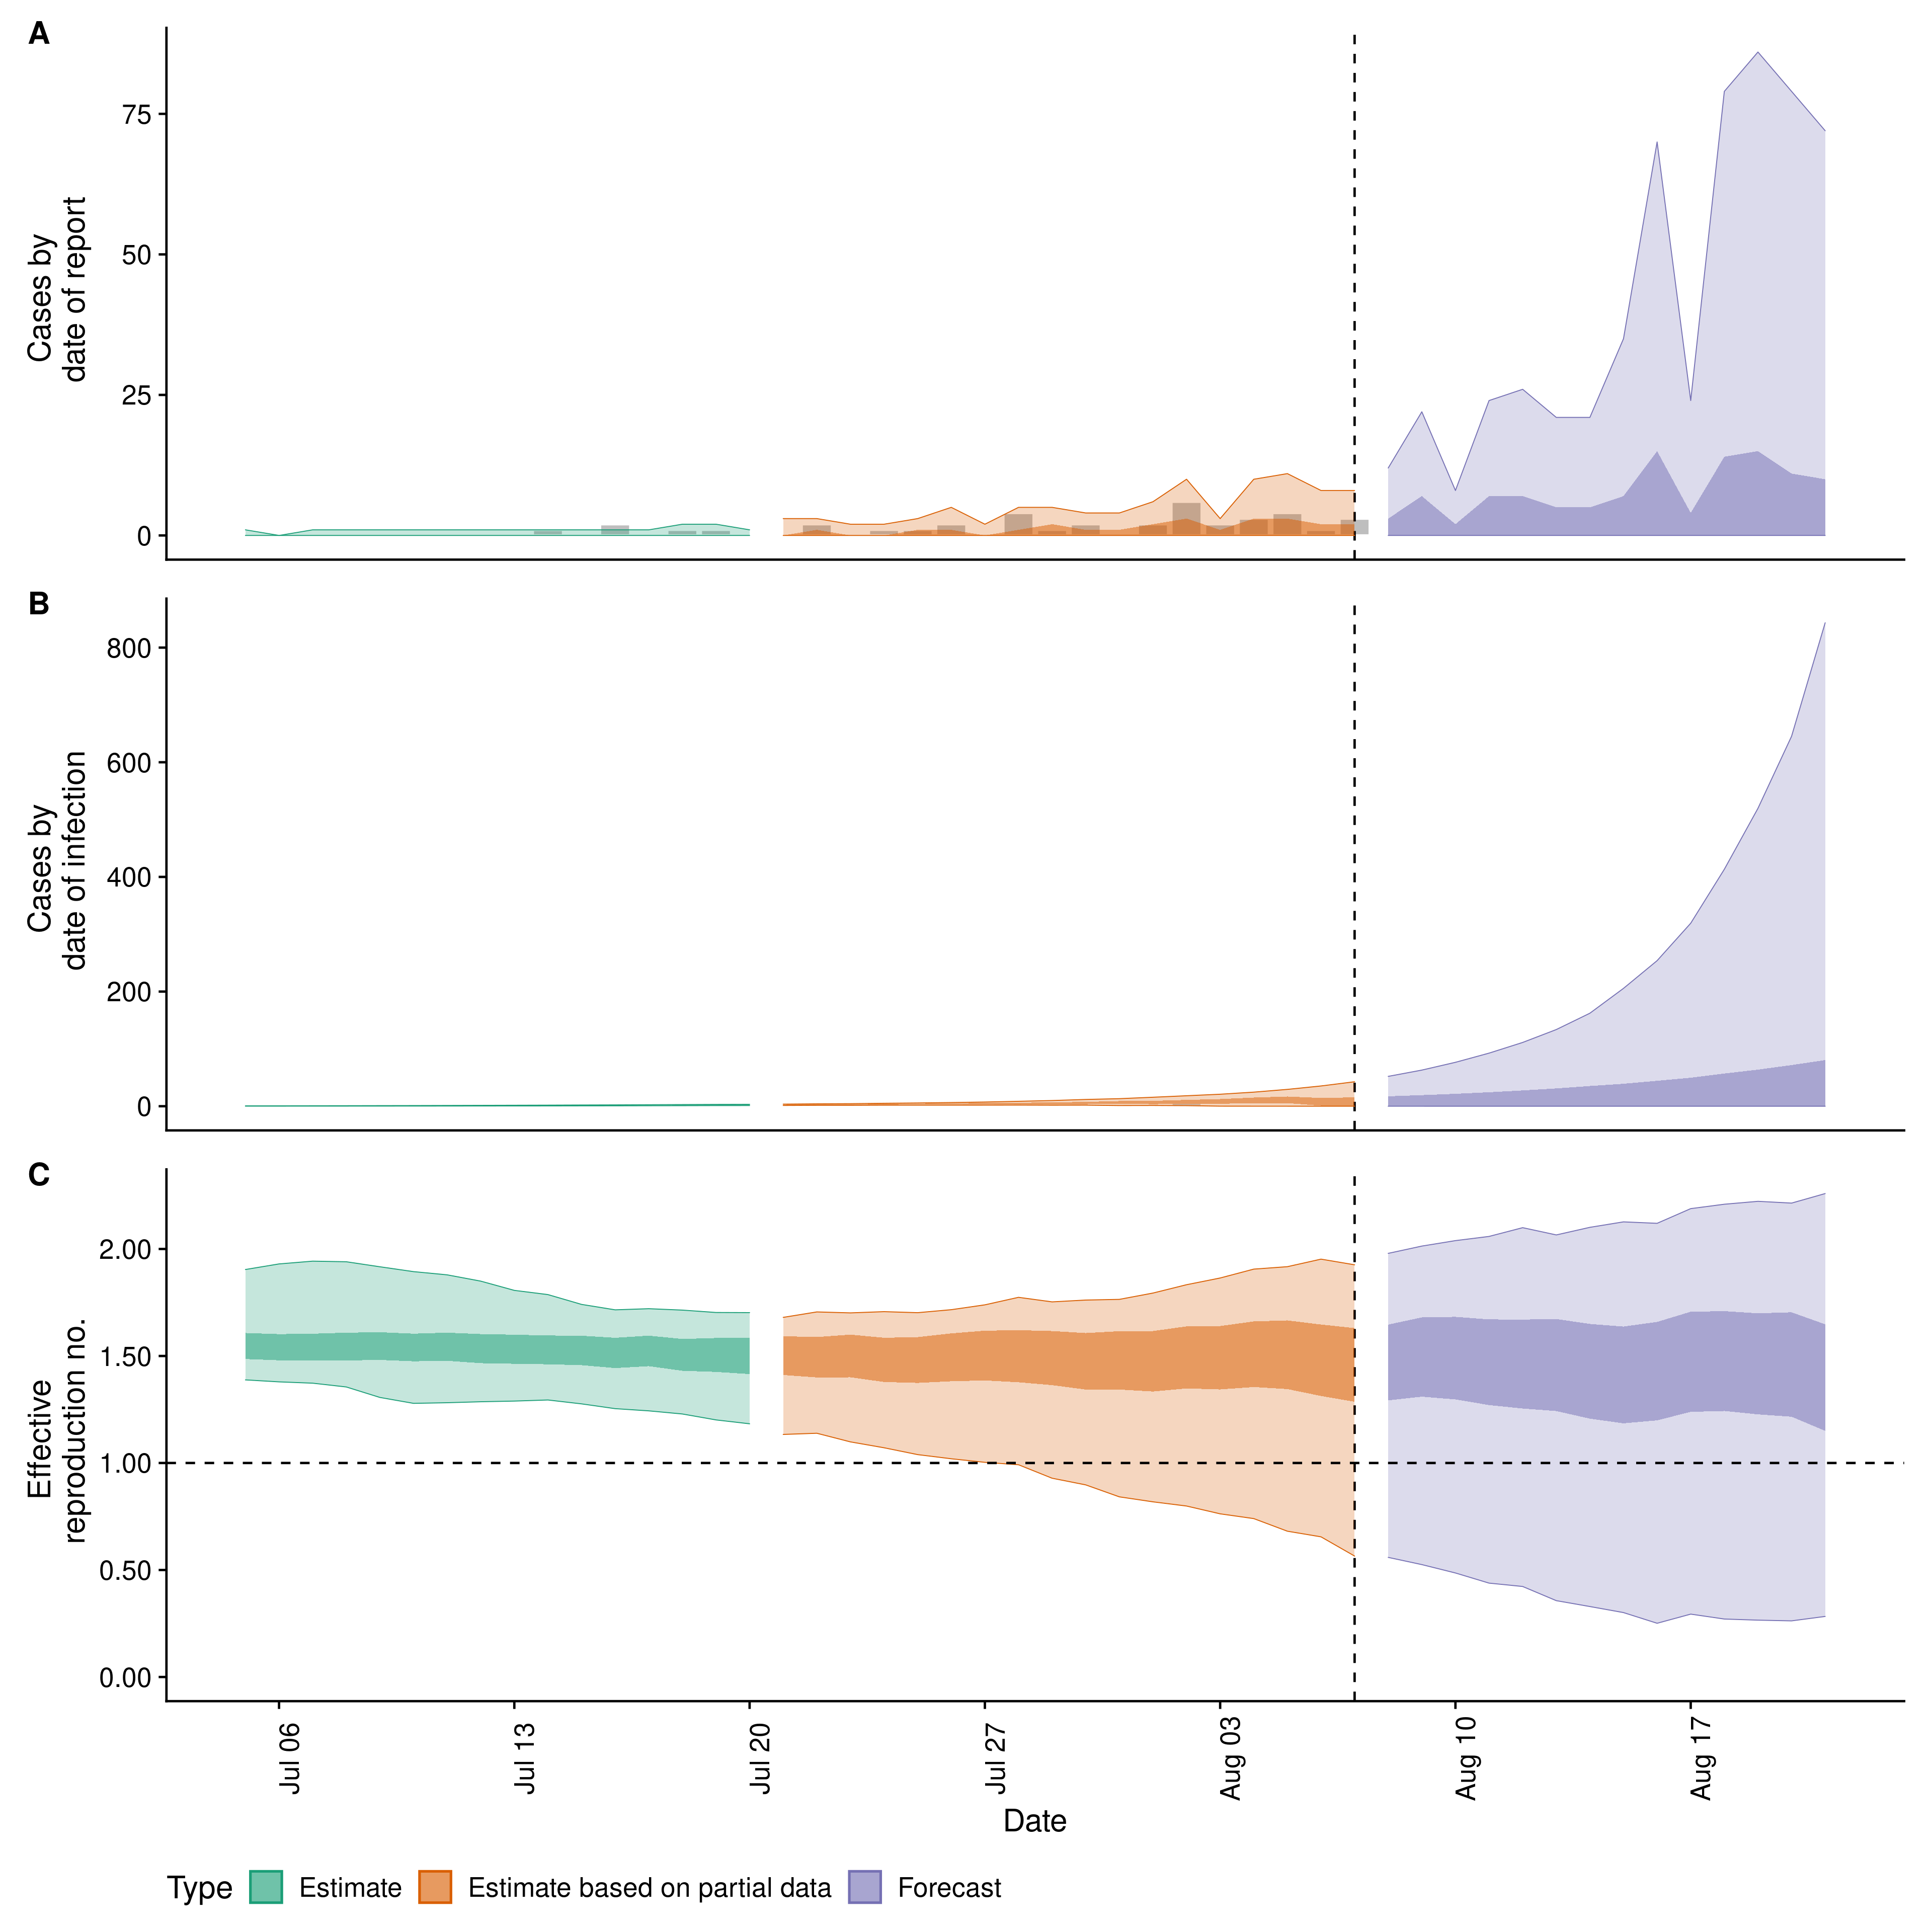 A
Cases by
date of report
75
50
25
0
B
Cases by
date of infection
800
600
400
200
0
C
Effective
reproduction no.
2.00
1.50
1.00
0.50
0.00
Jul 06
Jul 13
Jul 20
Jul 27
Aug 03
Aug 10
Aug 17
Date
Type Estimate Estimate based on partial data Forecast